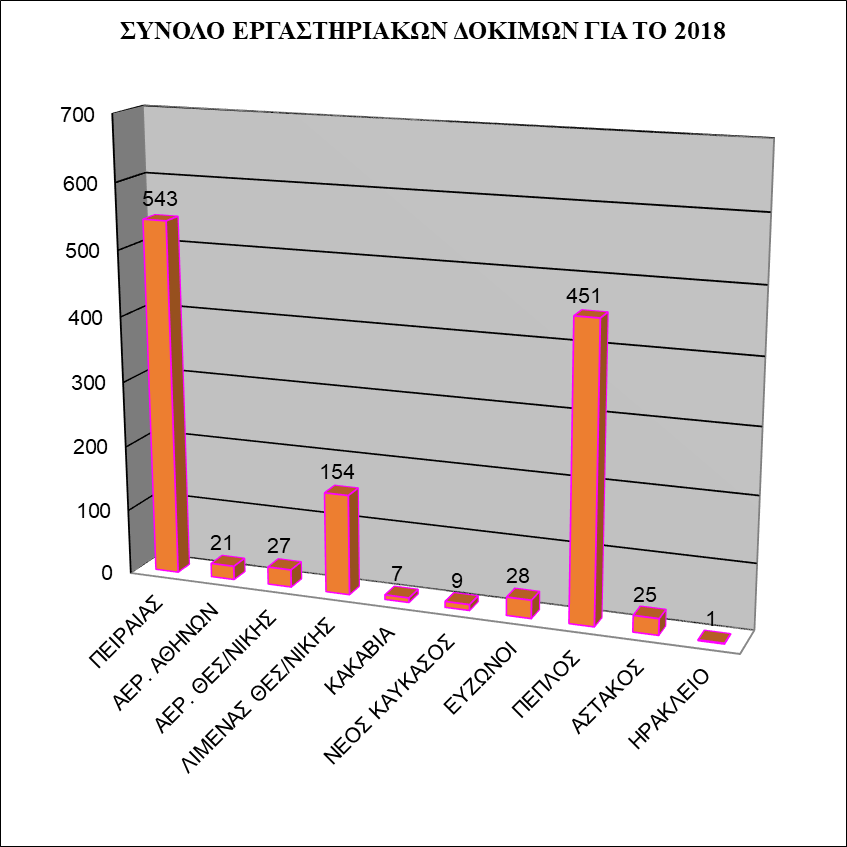 ΣΥΝΟΛΟ ΕΡΓΑΣΤΗΡΙΑΚΩΝ ΔΟΚΙΜΩΝ ΓΙΑ ΤΟ 2018
700
600
500
400
300
200
100
0
543
21
27
154
7
9
28
451
25
1
ΠΕΙΡΑΙΑΣ
ΑΕΡ. ΑΘΗΝΩΝ
ΑΕΡ. ΘΕΣ/ΝΙΚΗΣ
ΛΙΜΕΝΑΣ ΘΕΣ/ΝΙΚΗΣ
ΚΑΚΑΒΙΑ
ΝΕΟΣ ΚΑΥΚΑΣΟΣ
ΕΥΖΩΝΟΙ
ΠΕΠΛΟΣ
ΑΣΤΑΚΟΣ
ΗΡΑΚΛΕΙΟ